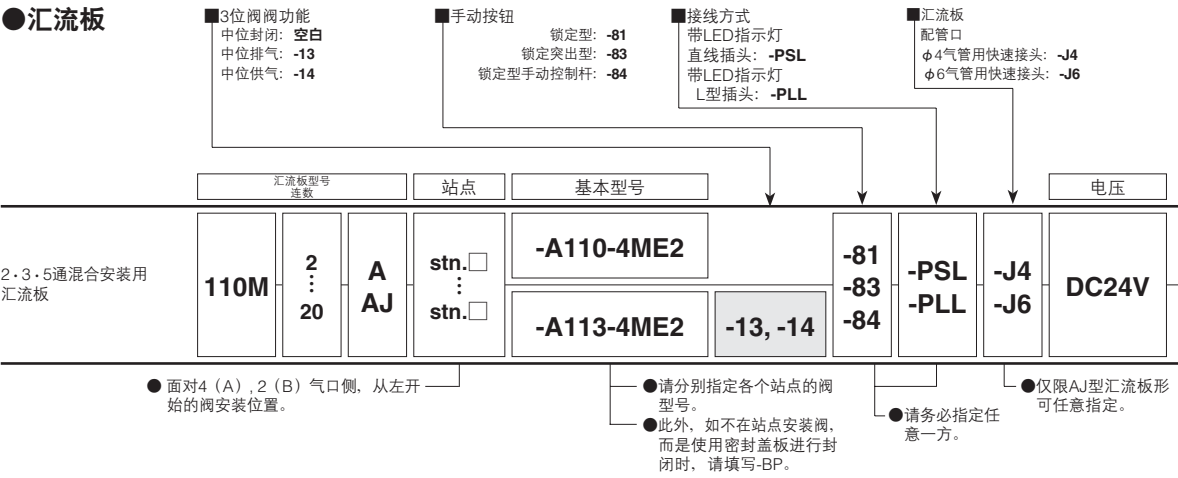 ●汇流板
■3位阀阀功能
中位封闭：空白
中位排气：-13
中位供气：-14
■手动按钮
锁定型：-81
锁定突出型：-83
锁定型手动控制杆：-84
■接线方式
带LED指示灯
直线插头：-PSL
带LED指示灯
L型插头：-PLL
■汇流板
配管口
φ4气管用快速接头：-J4
φ6气管用快速接头：-J6
汇流板型号
连数
站点
基本型号
电压
2・3・5通混合安装用
汇流板
110M
2
⋮
20
A
AJ
stn.□
⋮
stn.□
-A110-4ME2
-A113-4ME2
-13, -14
-81
-83
-84
-PSL
-PLL
-J4
-J6
DC24V
●面对4（A）, 2（B）气口侧，从左开
始的阀安装位置。
●请分别指定各个站点的阀
型号。
●此外，如不在站点安装阀，
而是使用密封盖板进行封
闭时，请填写-BP。
●请务必指定任
意一方。
●仅限AJ型汇流板形
可任意指定。